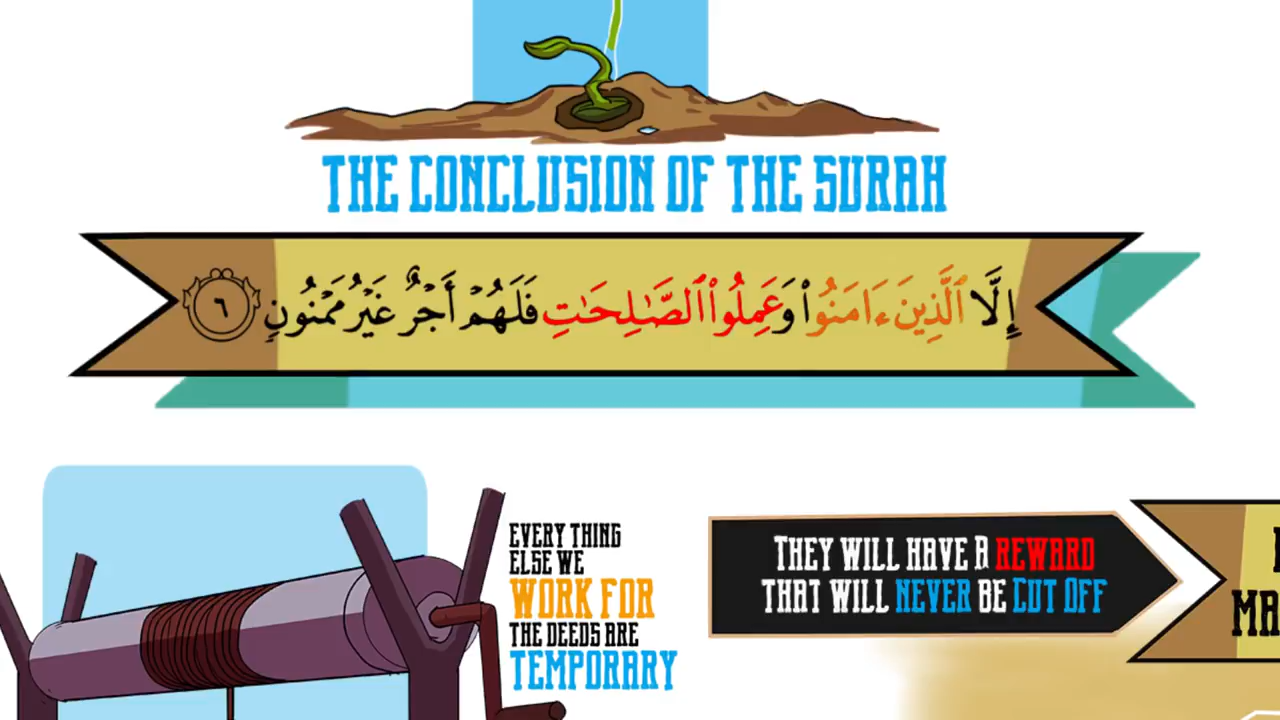 THE CONCLUSION OF THE SURAH
إِلَّا ٱلَّذِينَ ءَامَنُوا۟ وَعَمِلُوا۟ ٱلصَّـٰلِحَـٰتِ فَلَهُمْ أَجْرٌ غَيْرُ مَمْنُونٍ ٦
EVERY THING
ELSE WE
WORK FOR
THE DEEDS ARE
TEMPORARY
THEY WILL HAVE A REWARD
THAT WILL NEVER BE CUT OFF